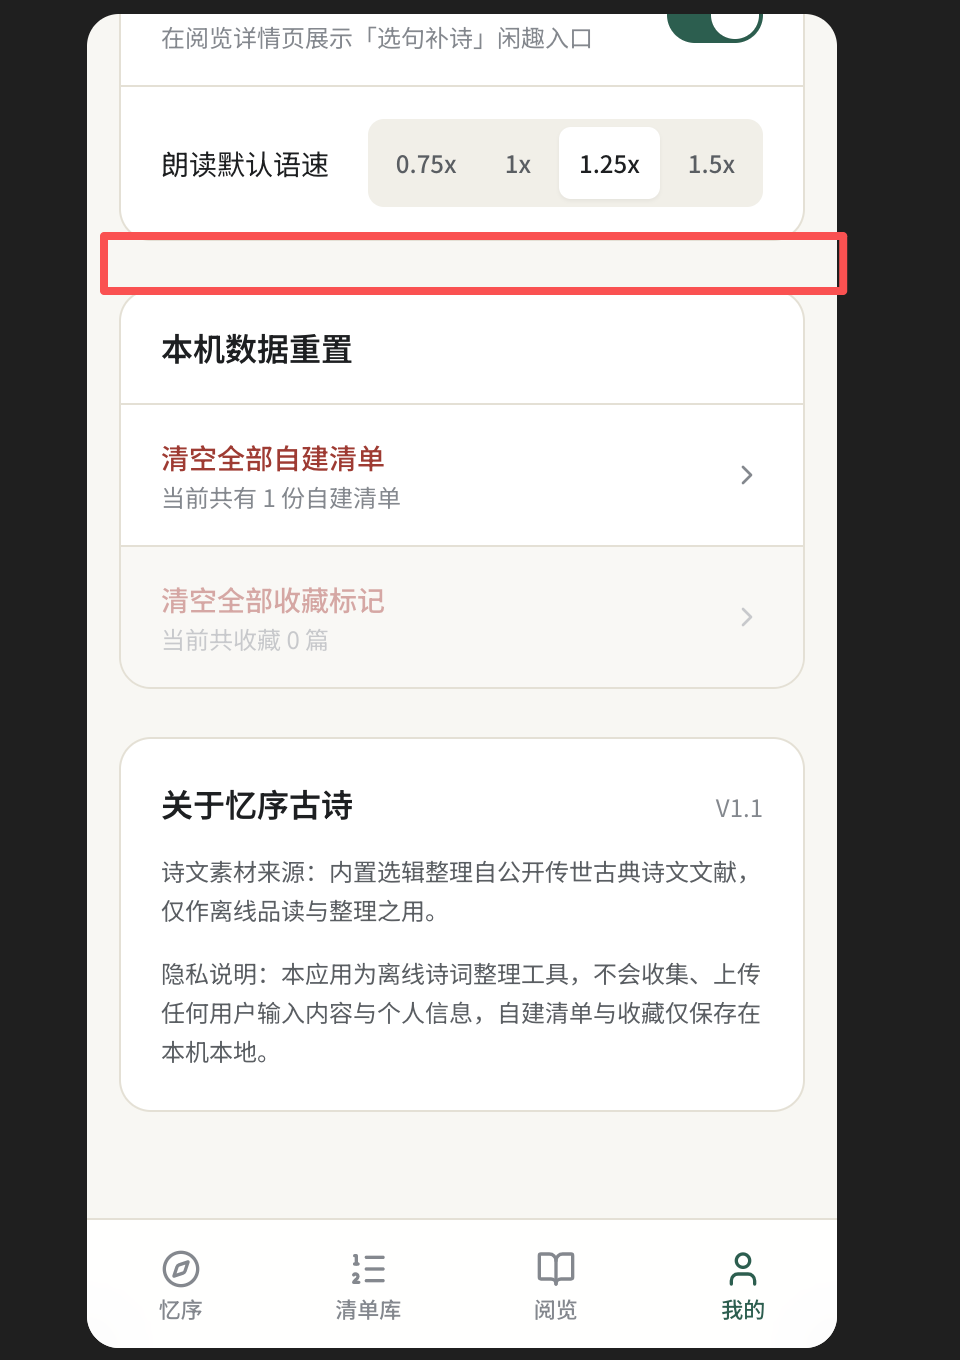 在阅览详情页展示「选句补诗」闲趣入口
朗读默认语速
0.75x 1x 1.25x 1.5x
本机数据重置
清空全部自建清单
当前共有 1 份自建清单
清空全部收藏标记
当前共收藏 0 篇
关于忆序古诗 V1.1
诗文素材来源：内置选辑整理自公开传世古典诗文文献，
仅作离线品读与整理之用。
隐私说明：本应用为离线诗词整理工具，不会收集、上传
任何用户输入内容与个人信息，自建清单与收藏仅保存在
本机本地。
忆序 清单库 阅览 我的